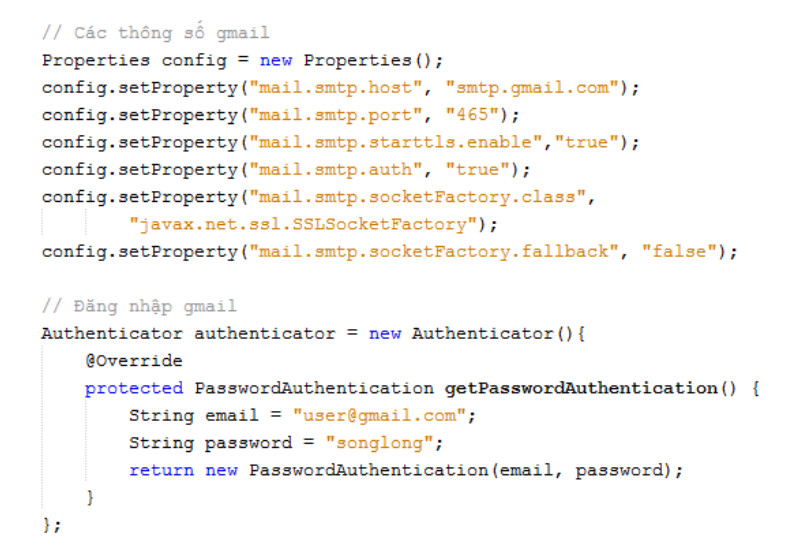 // Các thông số gmail
Properties config = new Properties();
config.setProperty("mail.smtp.host", "smtp.gmail.com");
config.setProperty("mail.smtp.port", "465");
config.setProperty("mail.smtp.starttls.enable","true");
config.setProperty("mail.smtp.auth", "true");
config.setProperty("mail.smtp.socketFactory.class",
"javax.net.ssl.SSLSocketFactory");
config.setProperty("mail.smtp.socketFactory.fallback", "false");
// Đăng nhập gmail
Authenticator authenticator = new Authenticator(){
@Override
protected PasswordAuthentication getPasswordAuthentication() {
String email = "user@gmail.com";
String password = "songlong";
return new PasswordAuthentication(email, password);
}
};